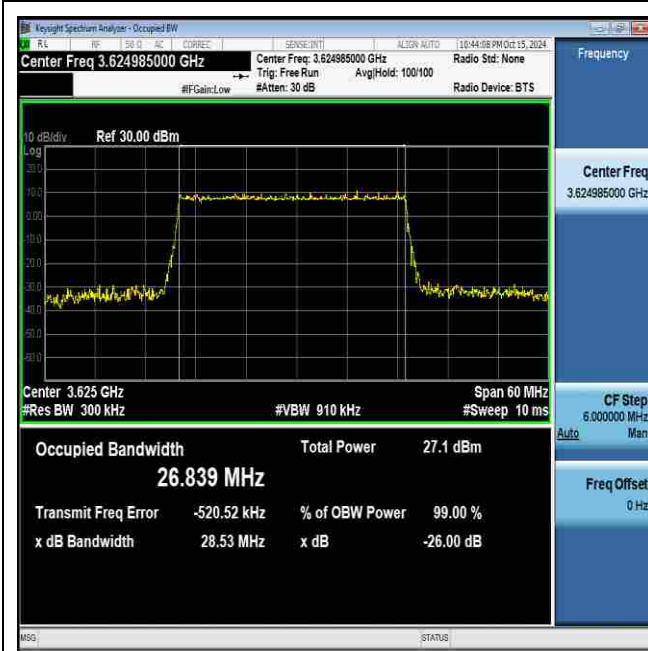 Keysight Spectrum Analyzer - Occupied BW
RL RF 50 Ω AC CORREC SENSE:INT ALIGN AUTO 10:44:08 PM Oct 15, 2024
Center Freq 3.624985000 GHz
Center Freq: 3.624985000 GHz
Radio Std: None
Trig: Free Run Avg|Hold: 100/100
#IFGain:Low #Atten: 30 dB Radio Device: BTS
Frequency
10 dB/div Ref 30.00 dBm
Log
20.0
10.0
0.00
-10.0
-20.0
-30.0
-40.0
-50.0
-60.0
Center Freq
3.624985000 GHz
Center 3.625 GHz Span 60 MHz
#Res BW 300 kHz #VBW 910 kHz #Sweep 10 ms
CF Step
6.000000 MHz
Auto Man
Occupied Bandwidth Total Power 27.1 dBm
26.839 MHz
Transmit Freq Error -520.52 kHz % of OBW Power 99.00 %
x dB Bandwidth 28.53 MHz x dB -26.00 dB
Freq Offset
0 Hz
MSG STATUS